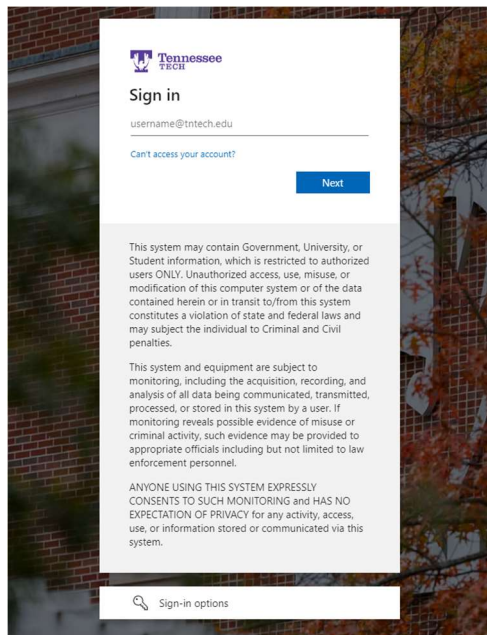 Tennessee
TECH
Sign in
username@tntech.edu
Can't access your account?
Next
This system may contain Government, University, or
Student information, which is restricted to authorized
users ONLY. Unauthorized access, use, misuse, or
modification of this computer system or of the data
contained herein or in transit to/from this system
constitutes a violation of state and federal laws and
may subject the individual to Criminal and Civil
penalties.
This system and equipment are subject to
monitoring, including the acquisition, recording, and
analysis of all data being communicated, transmitted,
processed, or stored in this system by a user. If
monitoring reveals possible evidence of misuse or
criminal activity, such evidence may be provided to
appropriate officials including but not limited to law
enforcement personnel.
ANYONE USING THIS SYSTEM EXPRESSLY
CONSENTS TO SUCH MONITORING and HAS NO
EXPECTATION OF PRIVACY for any activity, access,
use, or information stored or communicated via this
system.
Sign-in options